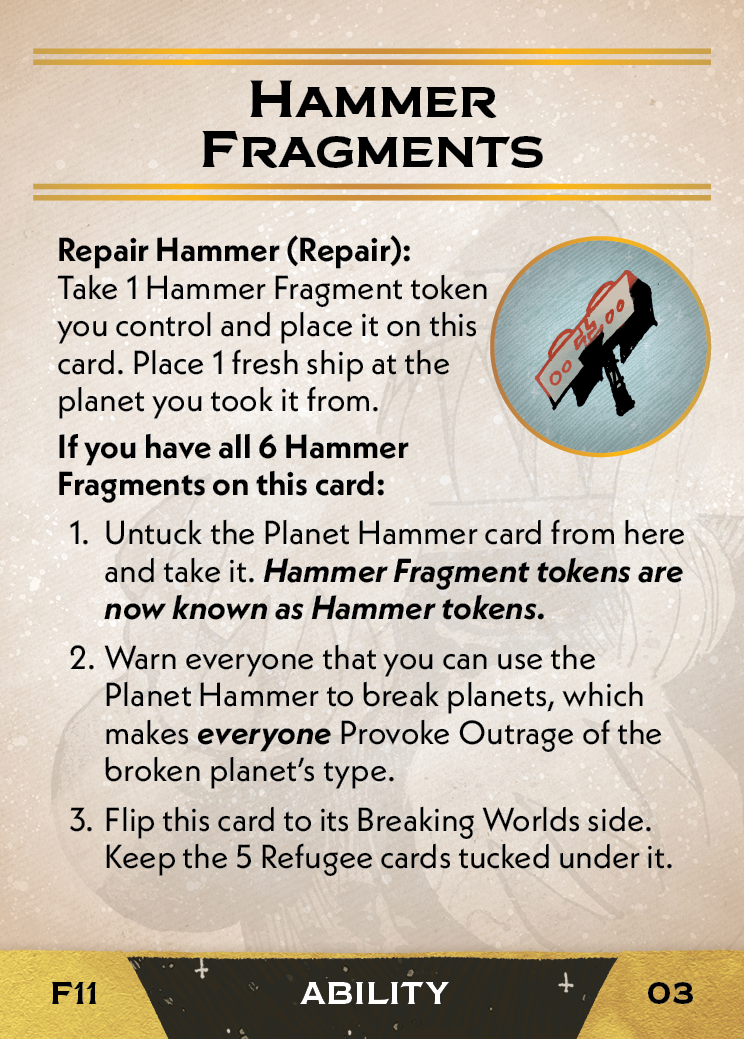 HAMMER
FRAGMENTS
Repair Hammer (Repair):
Take 1 Hammer Fragment token
you control and place it on this
card. Place 1 fresh ship at the
planet you took it from.
If you have all 6 Hammer
Fragments on this card:
1. Untuck the Planet Hammer card from here
and take it. Hammer Fragment tokens are
now known as Hammer tokens.
2. Warn everyone that you can use the
Planet Hammer to break planets, which
makes everyone Provoke Outrage of the
broken planet's type.
3. Flip this card to its Breaking Worlds side.
Keep the 5 Refugee cards tucked under it.
F11 ABILITY 03